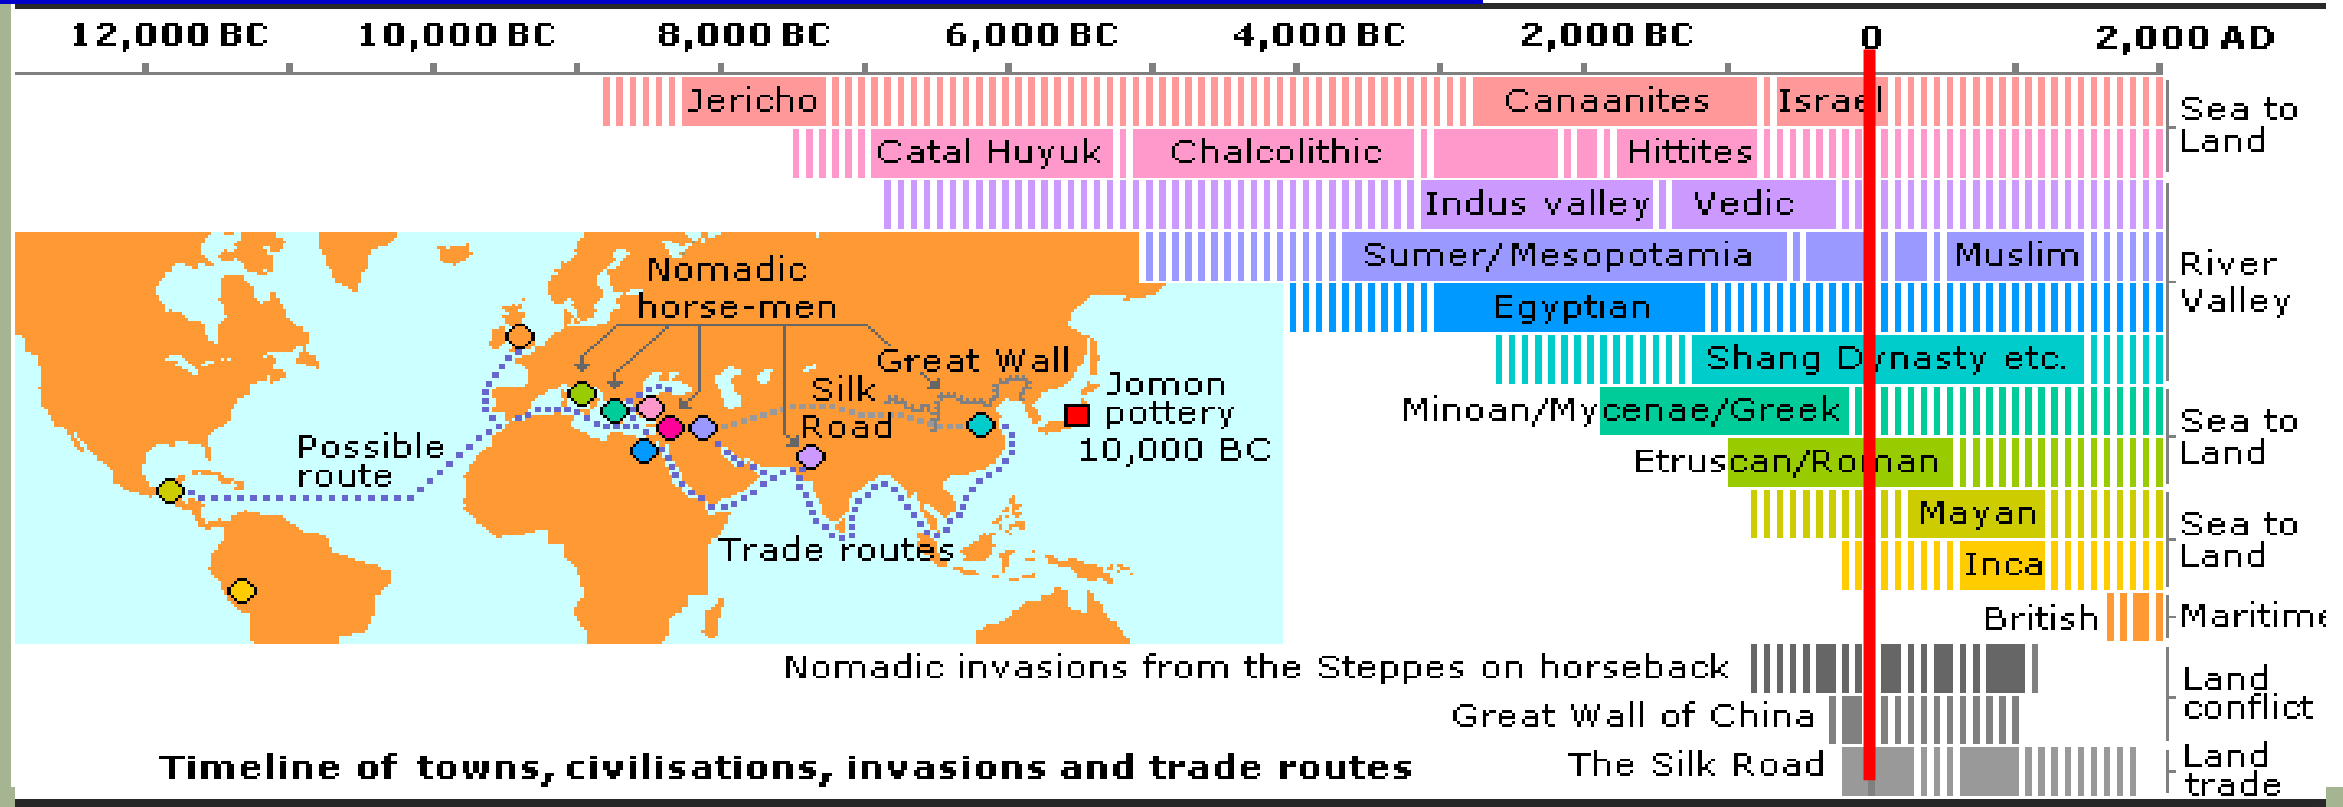 12,000 BC 10,000 BC 8,000 BC 6,000 BC 4,000 BC 2,000 BC 0 2,000 AD
Jericho Canaanites Israel
Sea to
Land
Catal Huyuk Chalcolithic Hittites
Indus valley Vedic
Sumer/Mesopotamia Muslim
River
Valley
Egyptian
Shang Dynasty etc.
Minoan/Mycenae/Greek
Sea to
Land
Etruscan/Roman
Mayan
Sea to
Land
Inca
British
Maritime
Nomadic
horse-men
Great Wall
Silk
Road
Jomon
pottery
10,000 BC
Possible
route
Trade routes
Nomadic invasions from the Steppes on horseback
Land
conflict
Great Wall of China
The Silk Road
Land
trade
Timeline of towns, civilisations, invasions and trade routes